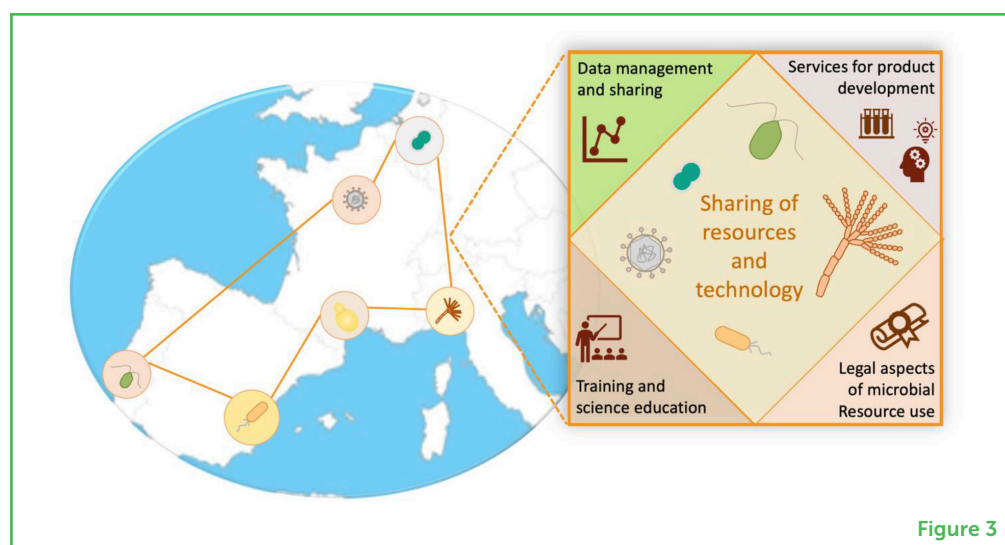 Data management
and sharing
Services for product
development
Sharing of
resources
and
technology
Training and
science education
Legal aspects
of microbial
Resource use
Figure 3